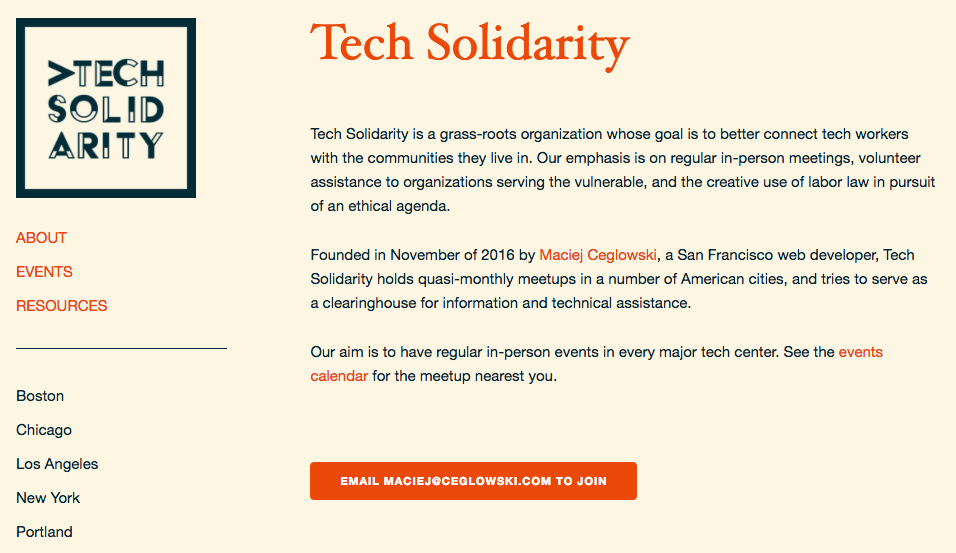 >TECH
SOLID
ARITY
ABOUT
EVENTS
RESOURCES
Boston
Chicago
Los Angeles
New York
Portland
Tech Solidarity
Tech Solidarity is a grass-roots organization whose goal is to better connect tech workers
with the communities they live in. Our emphasis is on regular in-person meetings, volunteer
assistance to organizations serving the vulnerable, and the creative use of labor law in pursuit
of an ethical agenda.
Founded in November of 2016 by Maciej Ceglowski, a San Francisco web developer, Tech
Solidarity holds quasi-monthly meetups in a number of American cities, and tries to serve as
a clearinghouse for information and technical assistance.
Our aim is to have regular in-person events in every major tech center. See the events
calendar for the meetup nearest you.
EMAIL MACIEJ@CEGLOWSKI.COM TO JOIN